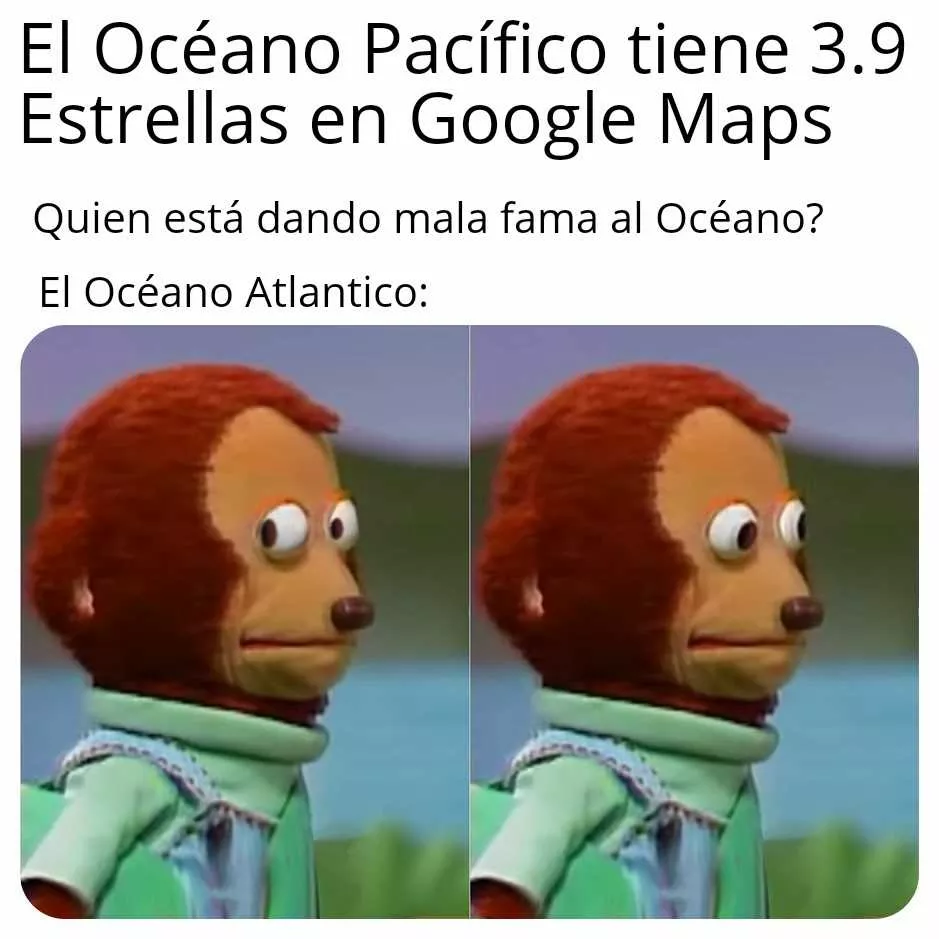 El Océano Pacífico tiene 3.9
Estrellas en Google Maps
Quien está dando mala fama al Océano?
El Océano Atlantico: